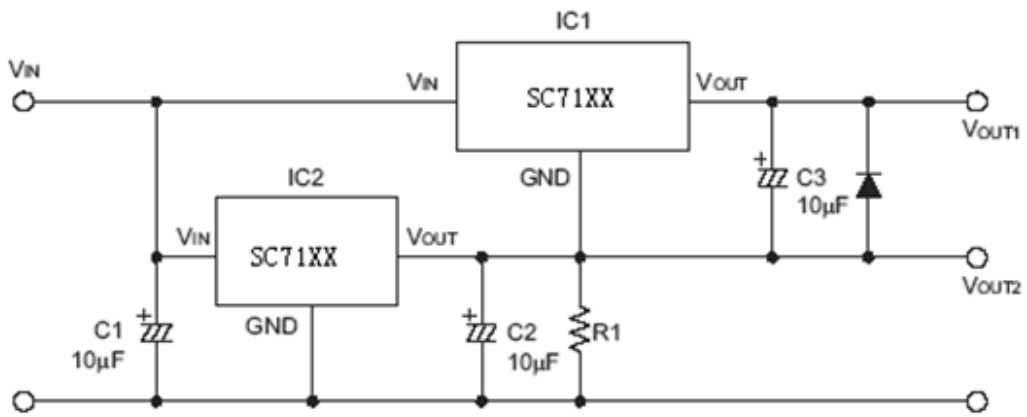 IC1
VIN
VIN
SC71XX
VOUT
VOUT1
GND
C3
10μF
+
IC2
VIN
SC71XX
VOUT
VOUT2
GND
+
C1
10μF
+
C2
10μF
R1